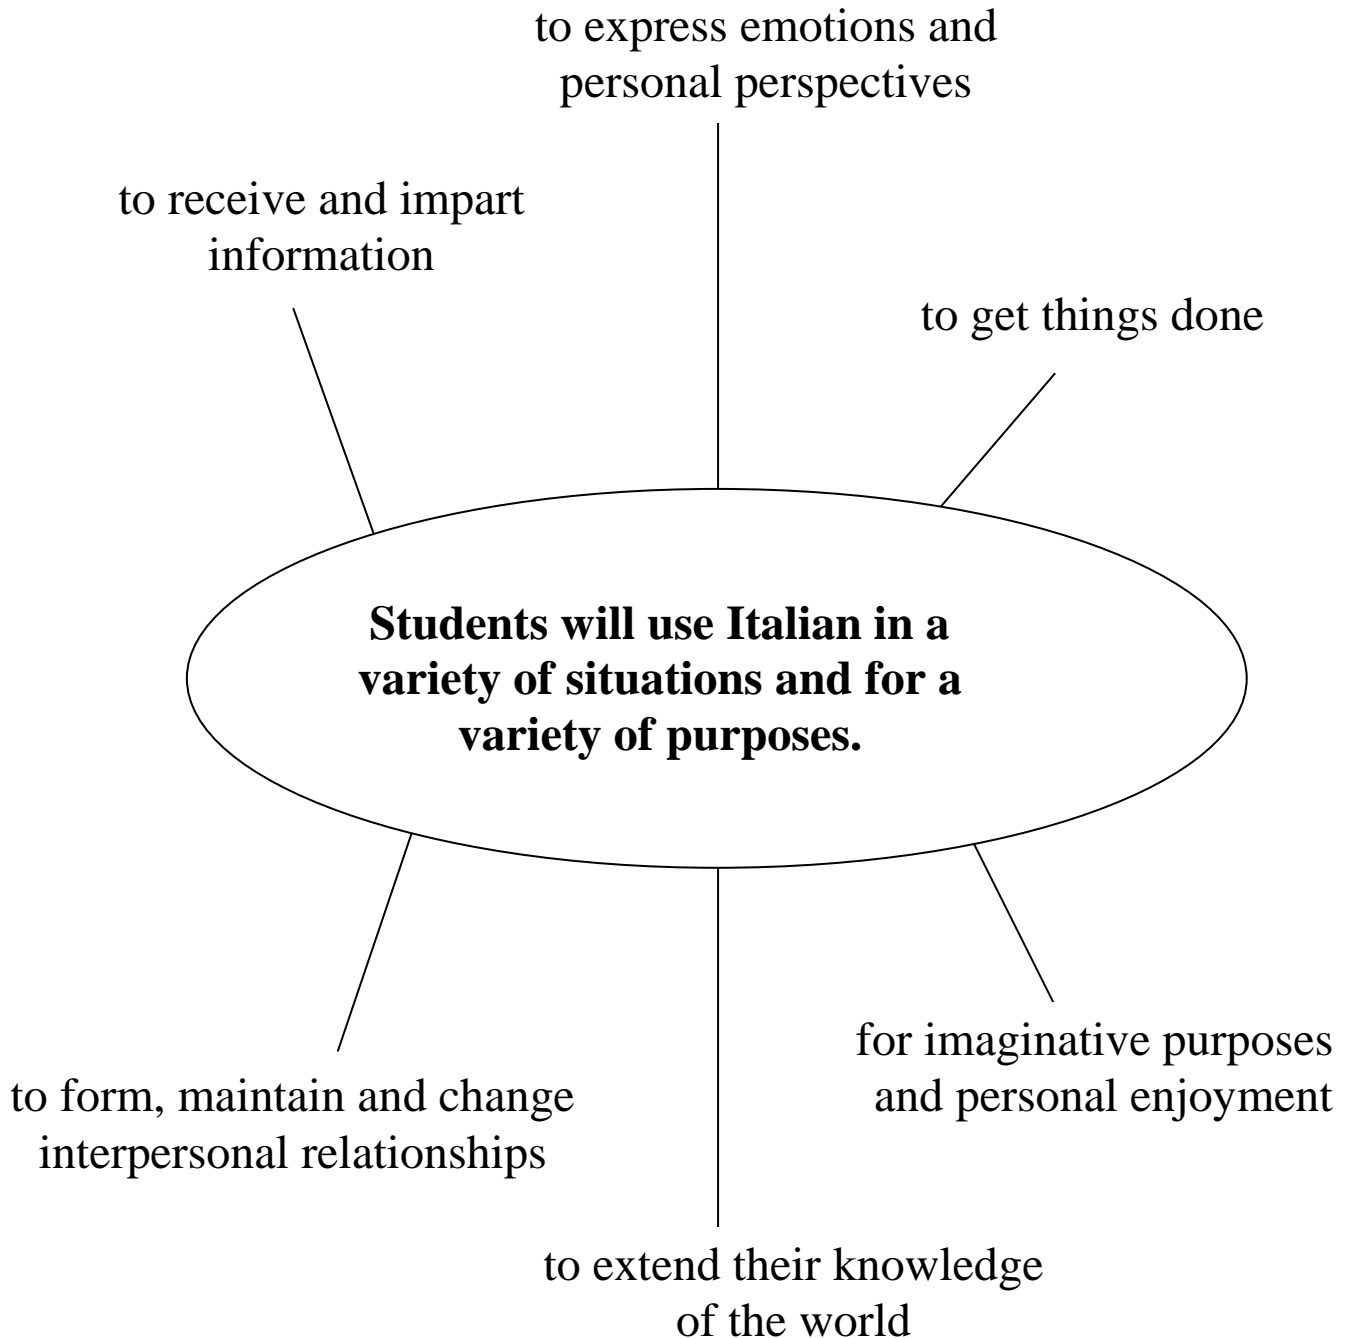 to express emotions and
personal perspectives
to receive and impart
information
to get things done
Students will use Italian in a
variety of situations and for a
variety of purposes.
for imaginative purposes
and personal enjoyment
to form, maintain and change
interpersonal relationships
to extend their knowledge
of the world